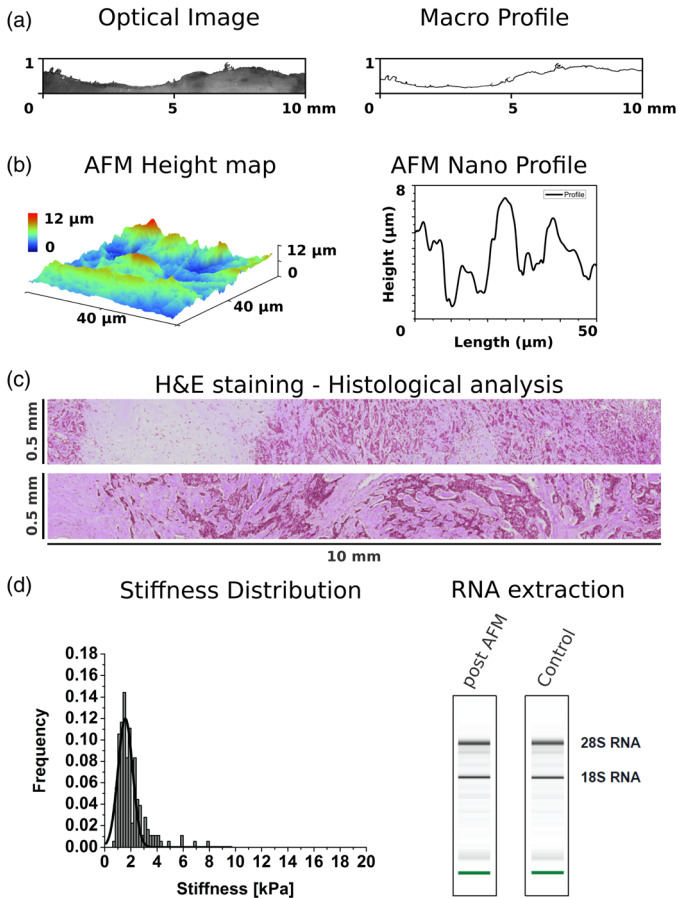 (a)
Optical Image
Macro Profile
1
0
5
10 mm
1
0
5
10 mm
(b)
AFM Height map
AFM Nano Profile
12 µm
0
12 µm
0
40 µm
40 µm
8
Profile
Height (µm)
0
50
Length (µm)
(c)
H&E staining - Histological analysis
0.5 mm
0.5 mm
10 mm
(d)
Stiffness Distribution
RNA extraction
post AFM
Control
0.18
0.16
0.14
0.12
0.10
0.08
0.06
0.04
0.02
0.00
Frequency
0 2 4 6 8 10 12 14 16 18 20
Stiffness [kPa]
28S RNA
18S RNA